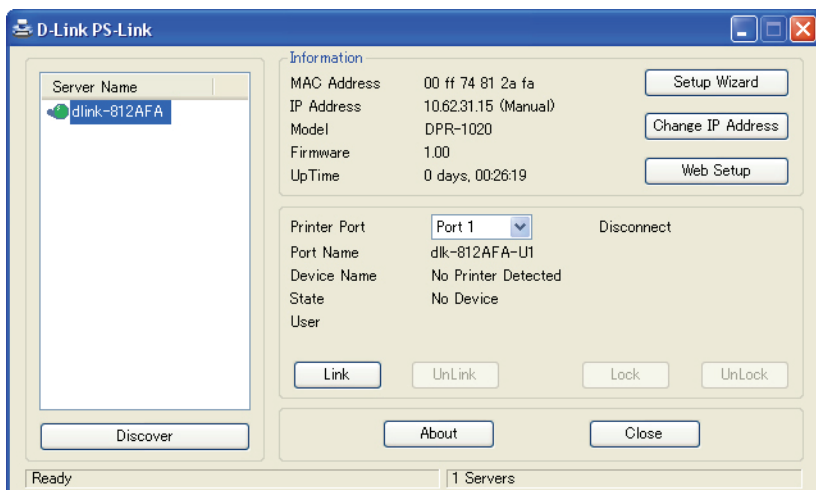 D-Link PS-Link
Server Name
dlink-812AFA
Discover
Information
MAC Address 00 ff 74 81 2a fa
IP Address 10.62.31.15 (Manual)
Model DPR-1020
Firmware 1.00
UpTime 0 days, 00:26:19
Setup Wizard
Change IP Address
Web Setup
Printer Port Port 1 Disconnect
Port Name dlk-812AFA-U1
Device Name No Printer Detected
State No Device
User
Link UnLink Lock UnLock
About Close
Ready 1 Servers